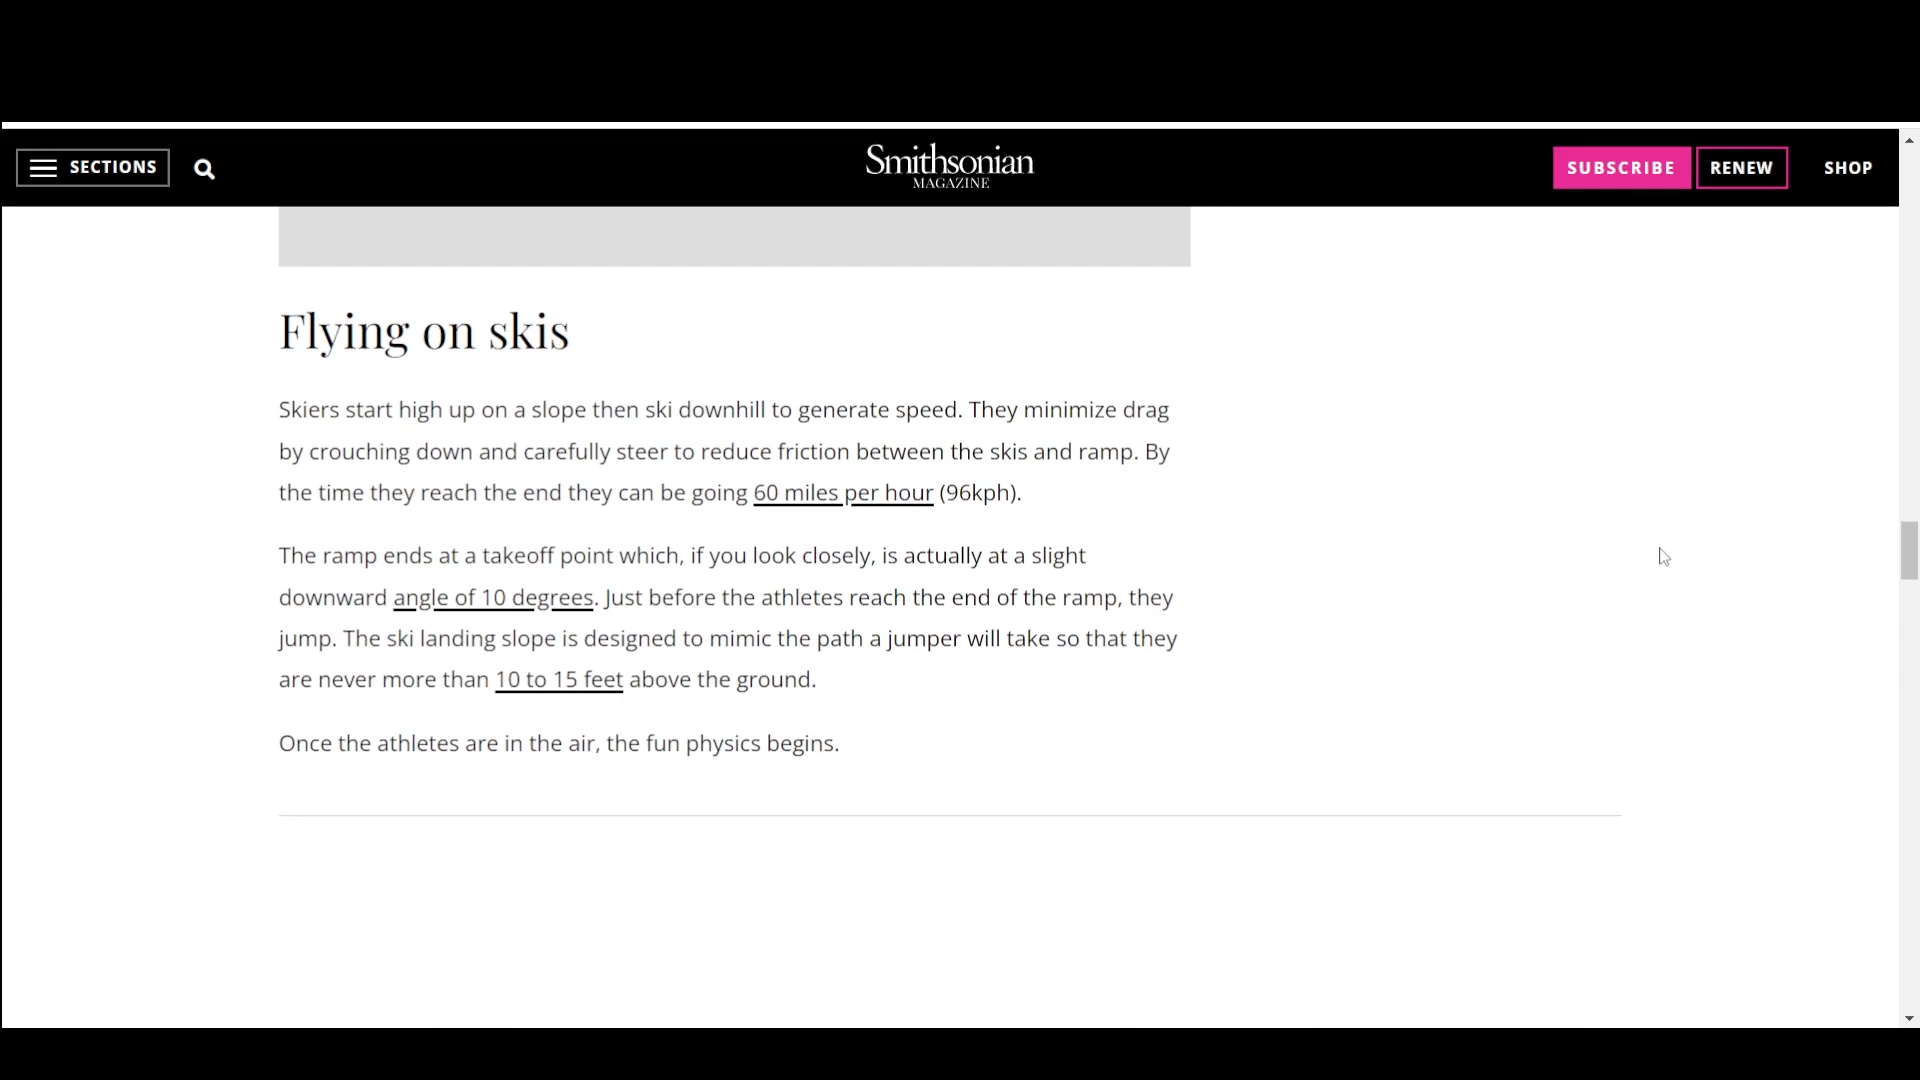 SECTIONS
Smithsonian
MAGAZINE
SUBSCRIBE
RENEW
SHOP
Flying on skis
Skiers start high up on a slope then ski downhill to generate speed. They minimize drag
by crouching down and carefully steer to reduce friction between the skis and ramp. By
the time they reach the end they can be going 60 miles per hour (96kph).
The ramp ends at a takeoff point which, if you look closely, is actually at a slight
downward angle of 10 degrees. Just before the athletes reach the end of the ramp, they
jump. The ski landing slope is designed to mimic the path a jumper will take so that they
are never more than 10 to 15 feet above the ground.
Once the athletes are in the air, the fun physics begins.